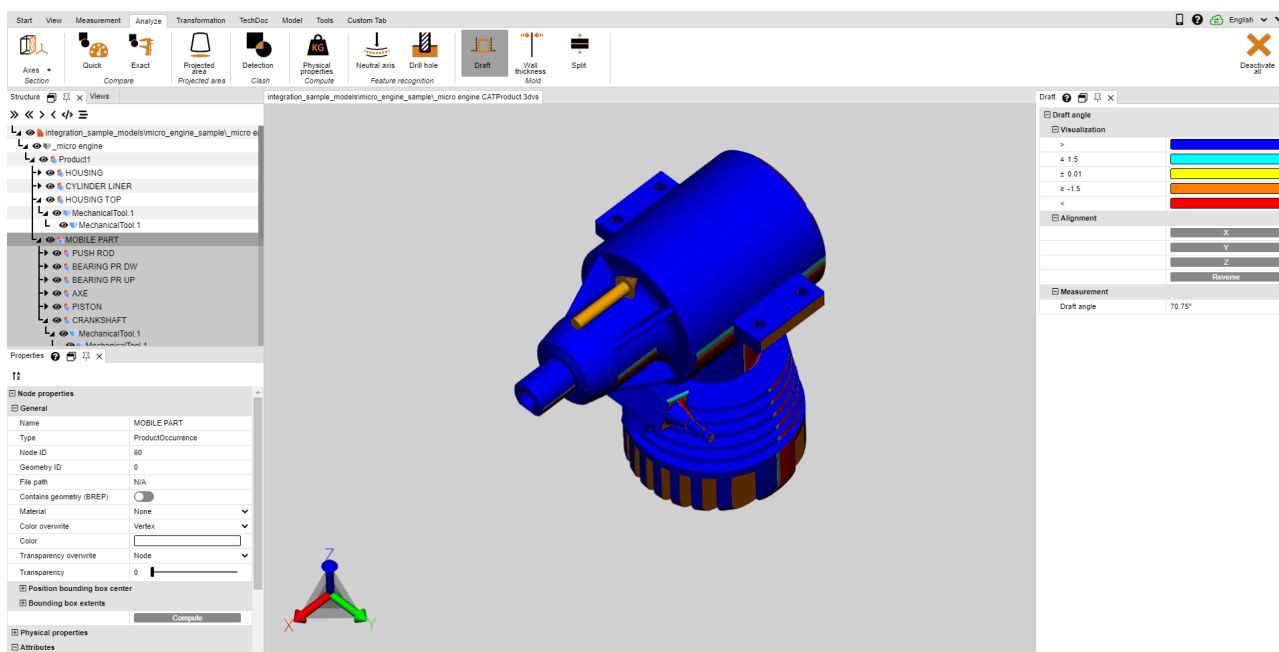 Start View Measurement Analyze Transformation TechDoc Model Tools Custom Tab English
Axes Quick Exact Projected area Detection Physical properties Neutral axis Drill hole Draft Wall thickness Split Deactivate all
Section Compare Projected area Clash Compute Feature recognition Mold
Structure Views
integration_sample_models\micro_engine_sample\_micro engine.CATProduct.3dvs
integration_sample_models\micro_engine_sample\_micro en
_micro engine
Product1
HOUSING
CYLINDER LINER
HOUSING TOP
MechanicalTool.1
MechanicalTool.1
MOBILE PART
PUSH ROD
BEARING PR DW
BEARING PR UP
AXE
PISTON
CRANKSHAFT
MechanicalTool.1
MechanicalTool.1
Properties
Node properties
General
Name MOBILE PART
Type ProductOccurrence
Node ID 60
Geometry ID 0
File path N/A
Contains geometry (BREP)
Material None
Color overwrite Vertex
Color
Transparency overwrite Node
Transparency 0
Position bounding box center
Bounding box extents
Compute
Physical properties
Attributes
Z
X
Y
Draft
Draft angle
Visualization
>
≤ 1.5
± 0.01
≥ -1.5
<
Alignment
X
Y
Z
Reverse
Measurement
Draft angle 70.75°
KG